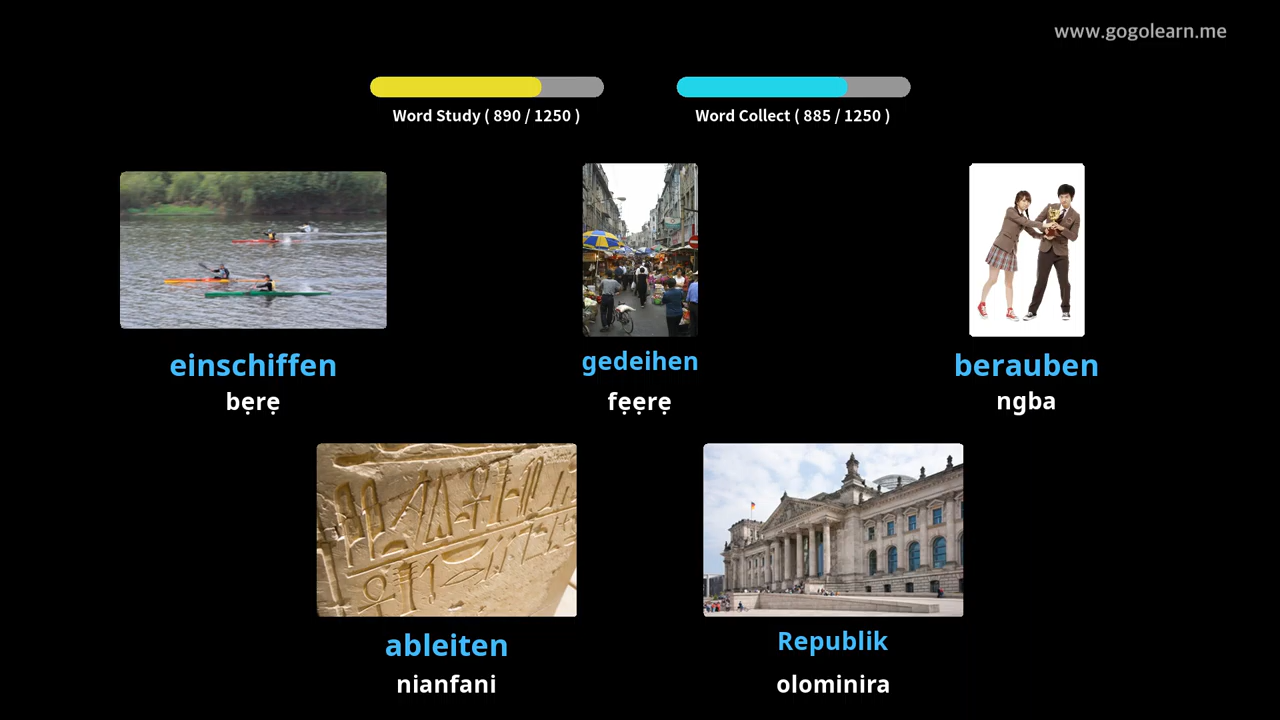 www.gogolearn.me
Word Study ( 890 / 1250 )
Word Collect ( 885 / 1250 )
einschiffen
bẹrẹ
gedeihen
fẹẹrẹ
berauben
ngba
ableiten
nianfani
Republik
olominira